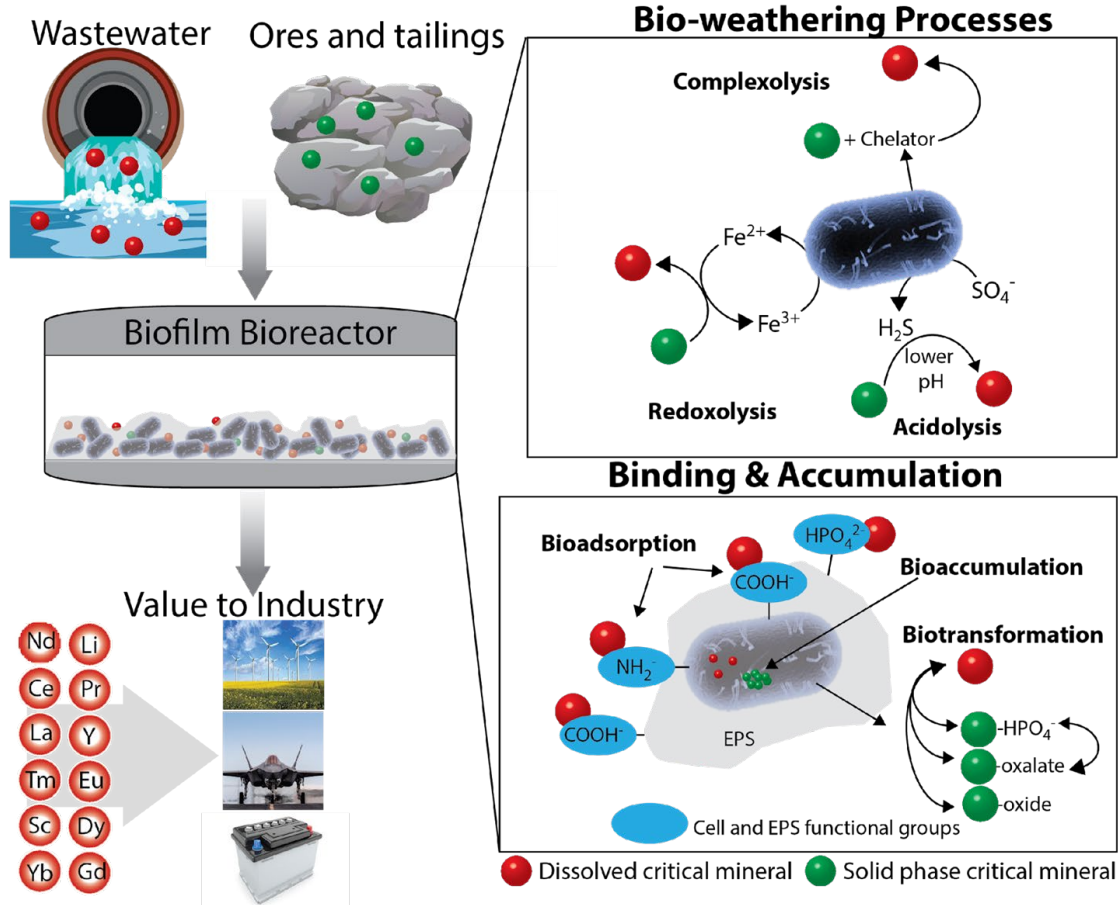 Wastewater
Ores and tailings
Biofilm Bioreactor
Value to Industry
Nd Li
Ce Pr
La Y
Tm Eu
Sc Dy
Yb Gd
Bio-weathering Processes
Complexolysis
+ Chelator
Fe²⁺
Fe³⁺
SO₄⁻
H₂S
lower
pH
Redoxolysis
Acidolysis
Binding & Accumulation
Bioadsorption
HPO₄²⁻
COOH⁻
Bioaccumulation
Biotransformation
NH₂⁻
COOH⁻
EPS
-HPO₄⁻
-oxalate
-oxide
Cell and EPS functional groups
Dissolved critical mineral
Solid phase critical mineral